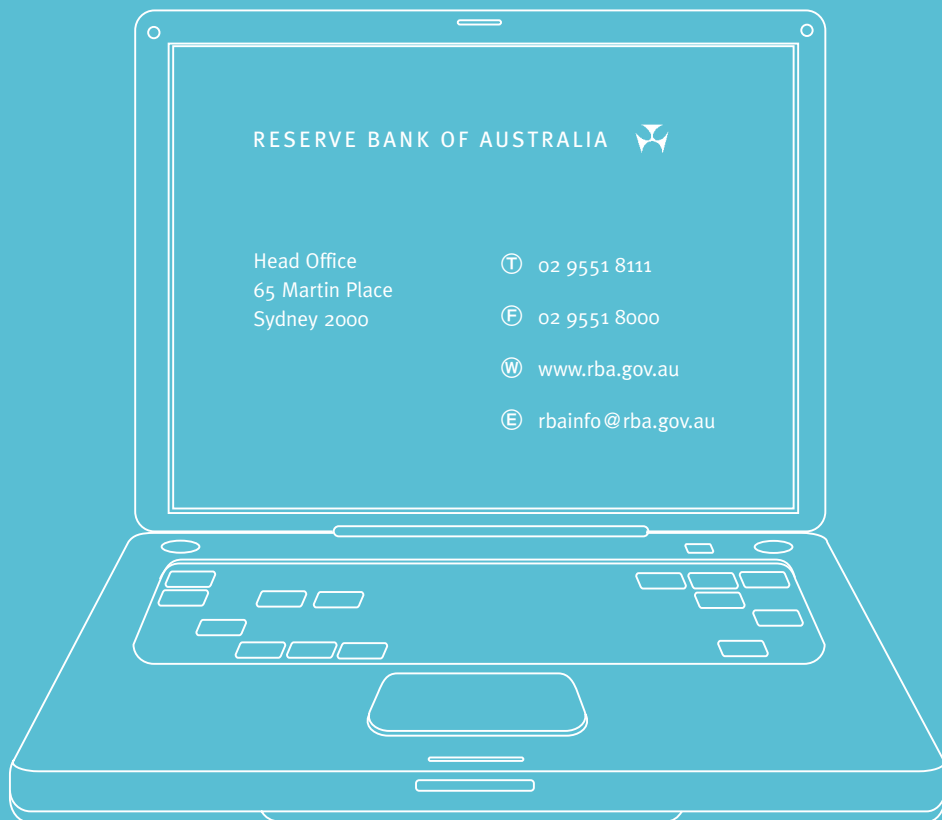 RESERVE BANK OF AUSTRALIA
Head Office
65 Martin Place
Sydney 2000
T 02 9551 8111
F 02 9551 8000
W www.rba.gov.au
E rbainfo@rba.gov.au